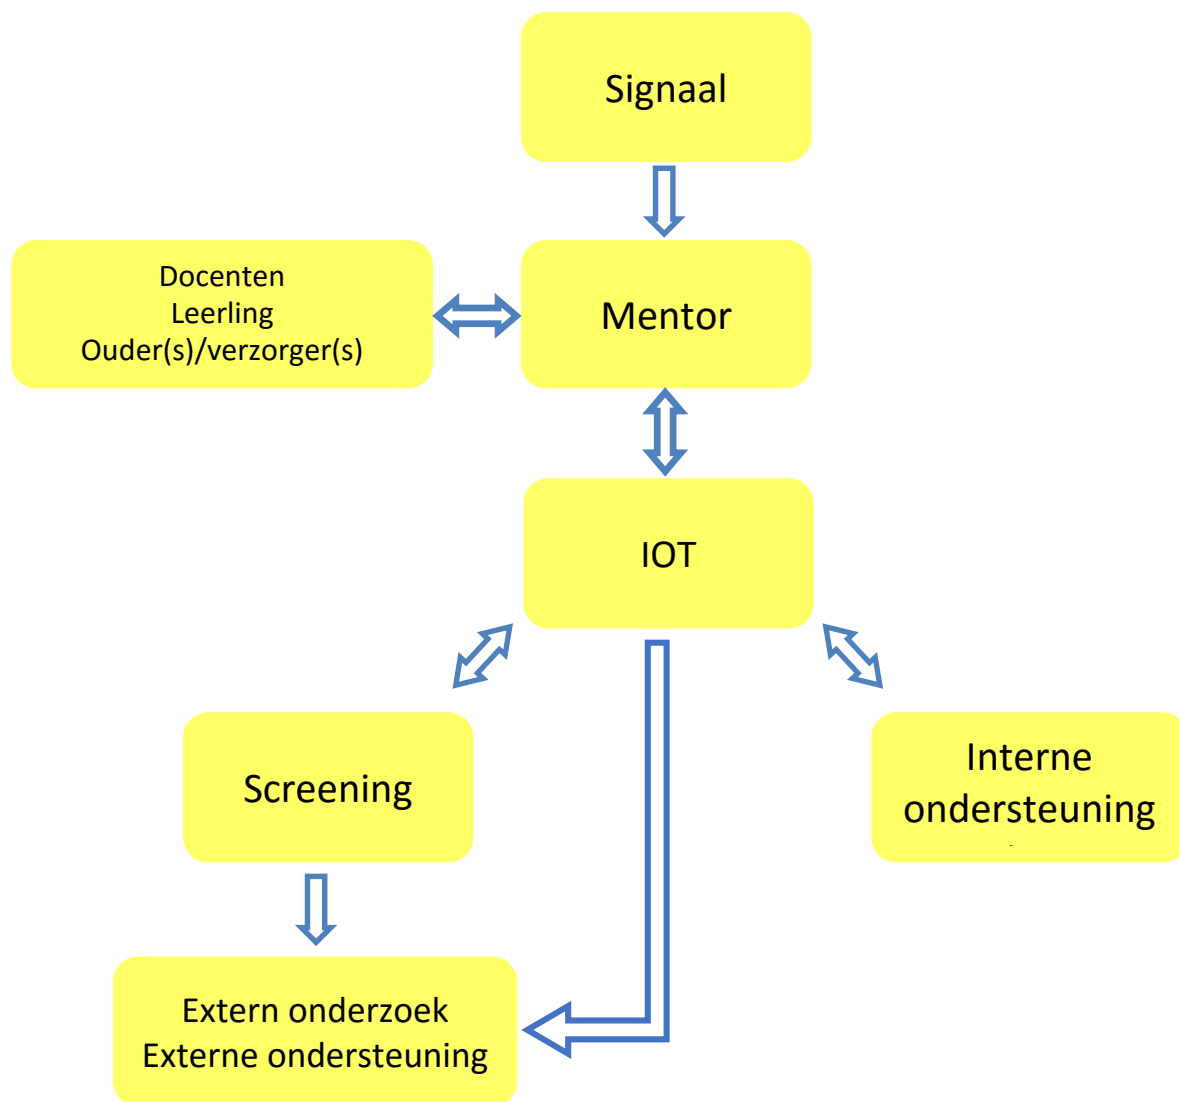 Signaal
Docenten
Leerling
Ouder(s)/verzorger(s)
Mentor
IOT
Screening
Interne
ondersteuning
Extern onderzoek
Externe ondersteuning